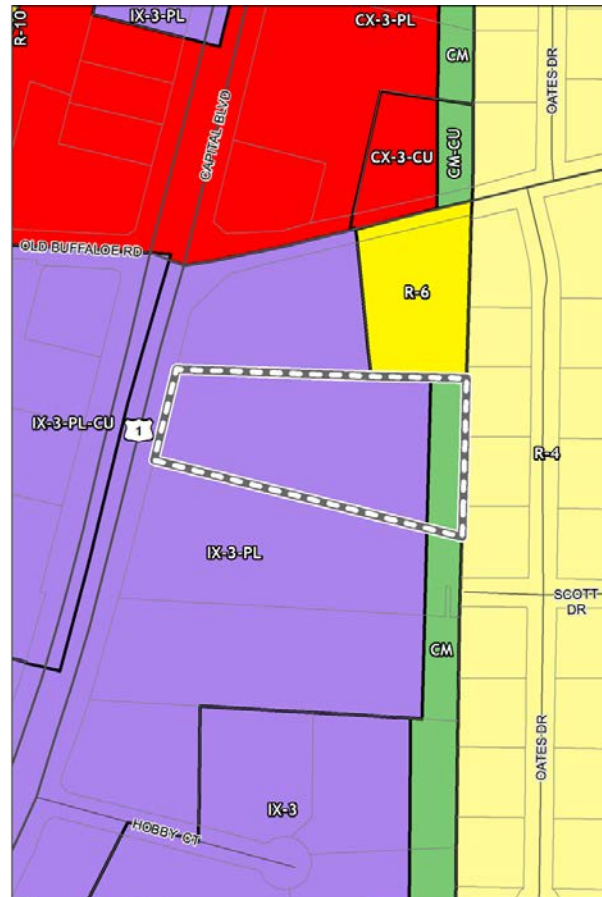 R-10
IX-3-PL
CX-3-PL
CM
OATES DR
CAPITAL BLVD
CX-3-CU
CM-CU
OLD BUFFALOE RD
R-6
IX-3-PL-CU
1
R-4
IX-3-PL
SCOTT
DR
CM
OATES DR
IX-3
HOBBY CT